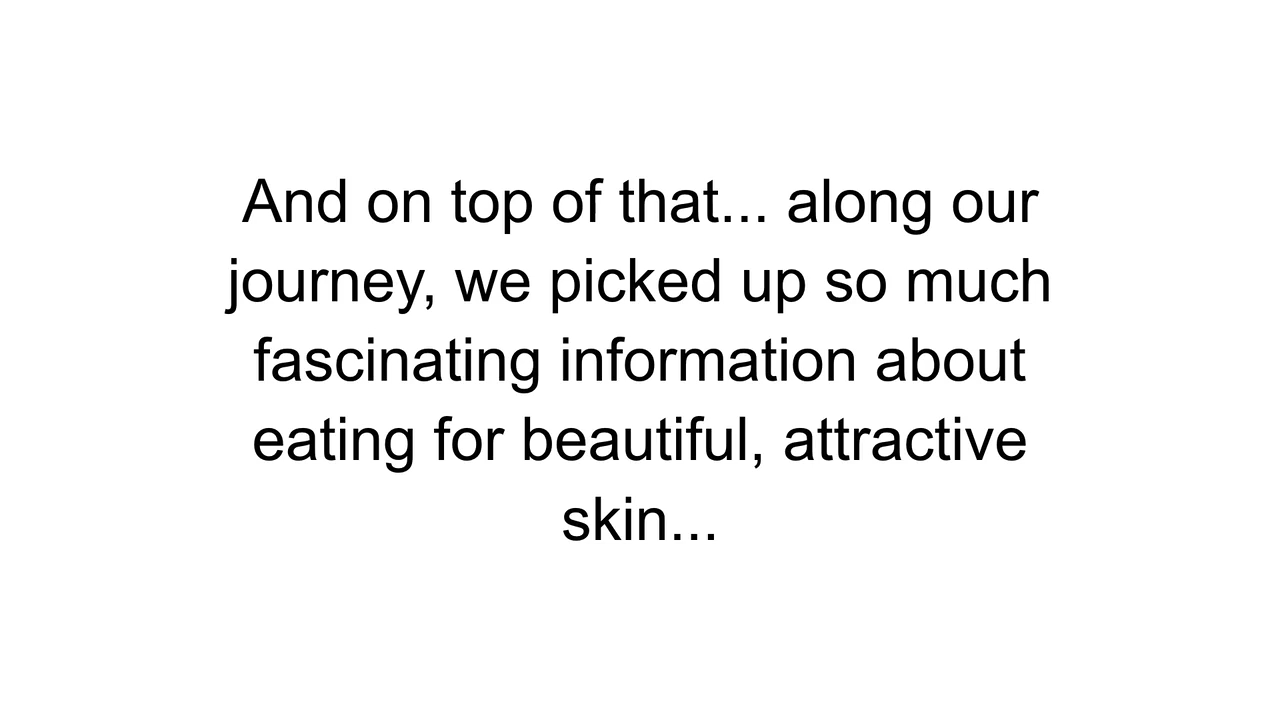 And on top of that... along our
journey, we picked up so much
fascinating information about
eating for beautiful, attractive
skin...